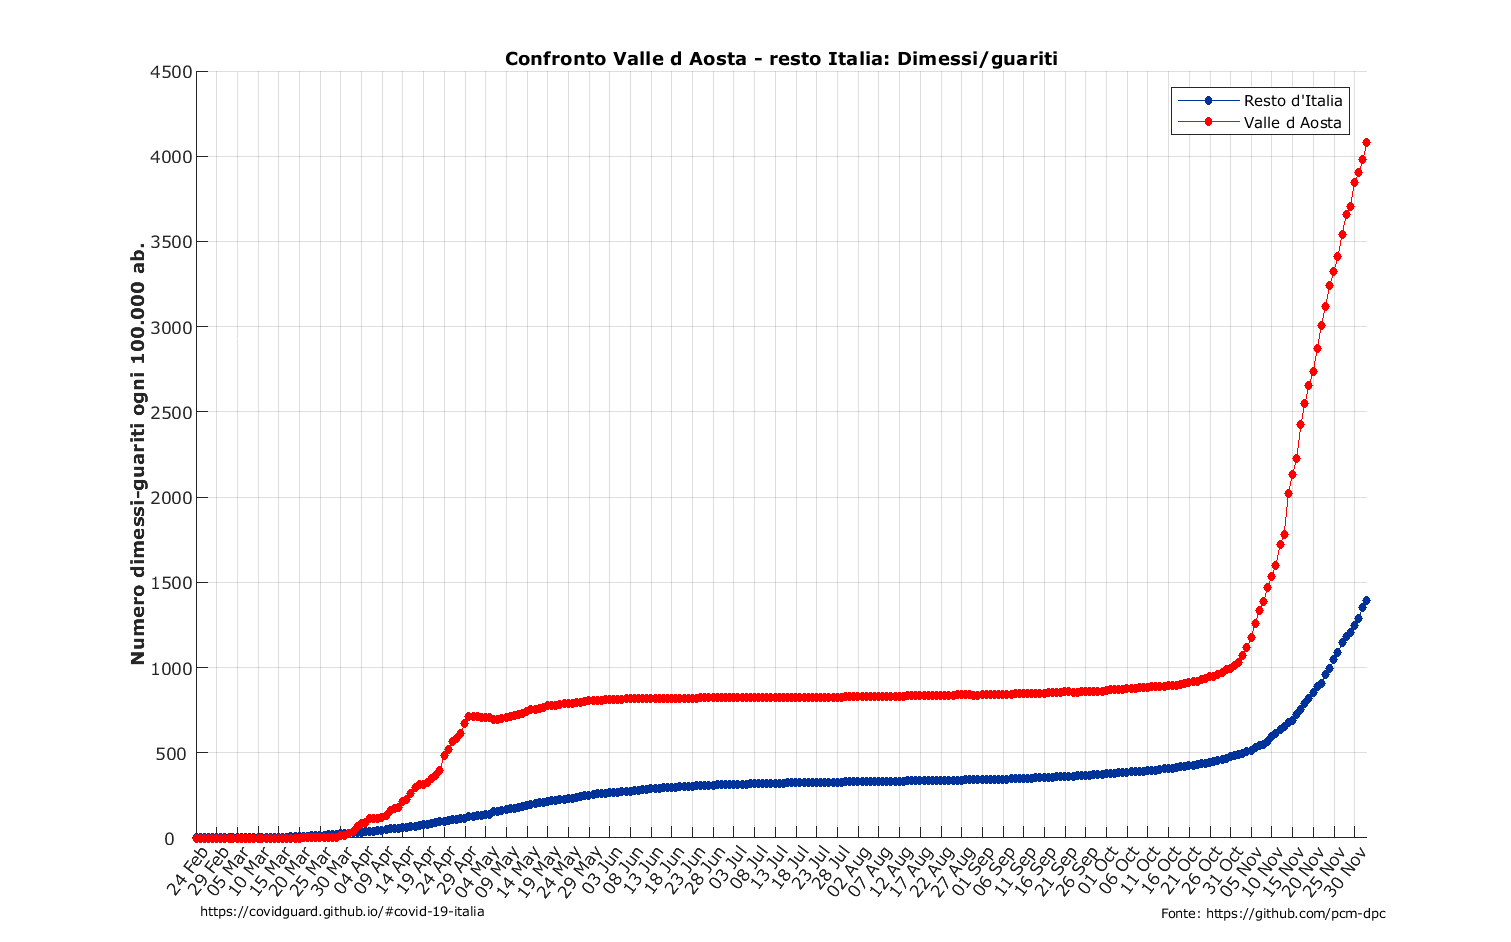 Confronto Valle d Aosta - resto Italia: Dimessi/guariti
Resto d'Italia
Valle d Aosta
Numero dimessi-guariti ogni 100.000 ab.
4500
4000
3500
3000
2500
2000
1500
1000
500
0
24 Feb
29 Feb
05 Mar
10 Mar
15 Mar
20 Mar
25 Mar
30 Mar
04 Apr
09 Apr
14 Apr
19 Apr
24 Apr
29 Apr
04 May
09 May
14 May
19 May
24 May
29 May
03 Jun
08 Jun
13 Jun
18 Jun
23 Jun
28 Jun
03 Jul
08 Jul
13 Jul
18 Jul
23 Jul
28 Jul
02 Aug
07 Aug
12 Aug
17 Aug
22 Aug
27 Aug
01 Sep
06 Sep
11 Sep
16 Sep
21 Sep
26 Sep
01 Oct
06 Oct
11 Oct
16 Oct
21 Oct
26 Oct
31 Oct
05 Nov
10 Nov
15 Nov
20 Nov
25 Nov
30 Nov
https://covidguard.github.io/#covid-19-italia
Fonte: https://github.com/pcm-dpc